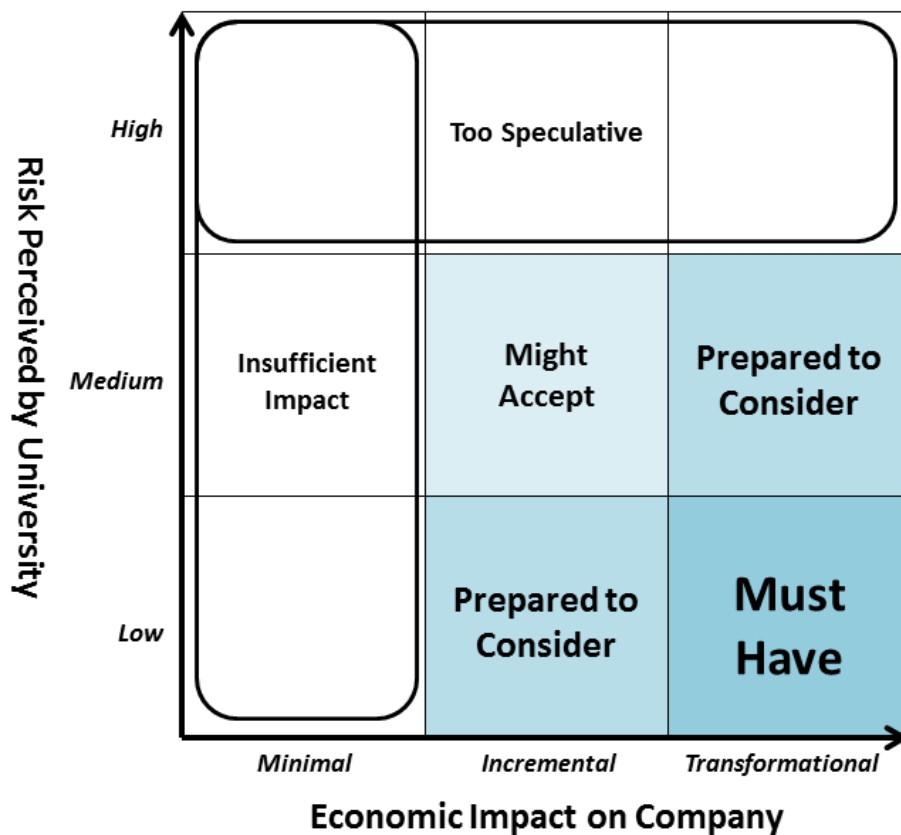 Risk Perceived by University
High
Too Speculative
Medium
Insufficient
Impact
Might
Accept
Prepared to
Consider
Low
Prepared to
Consider
Must
Have
Minimal
Incremental
Transformational
Economic Impact on Company